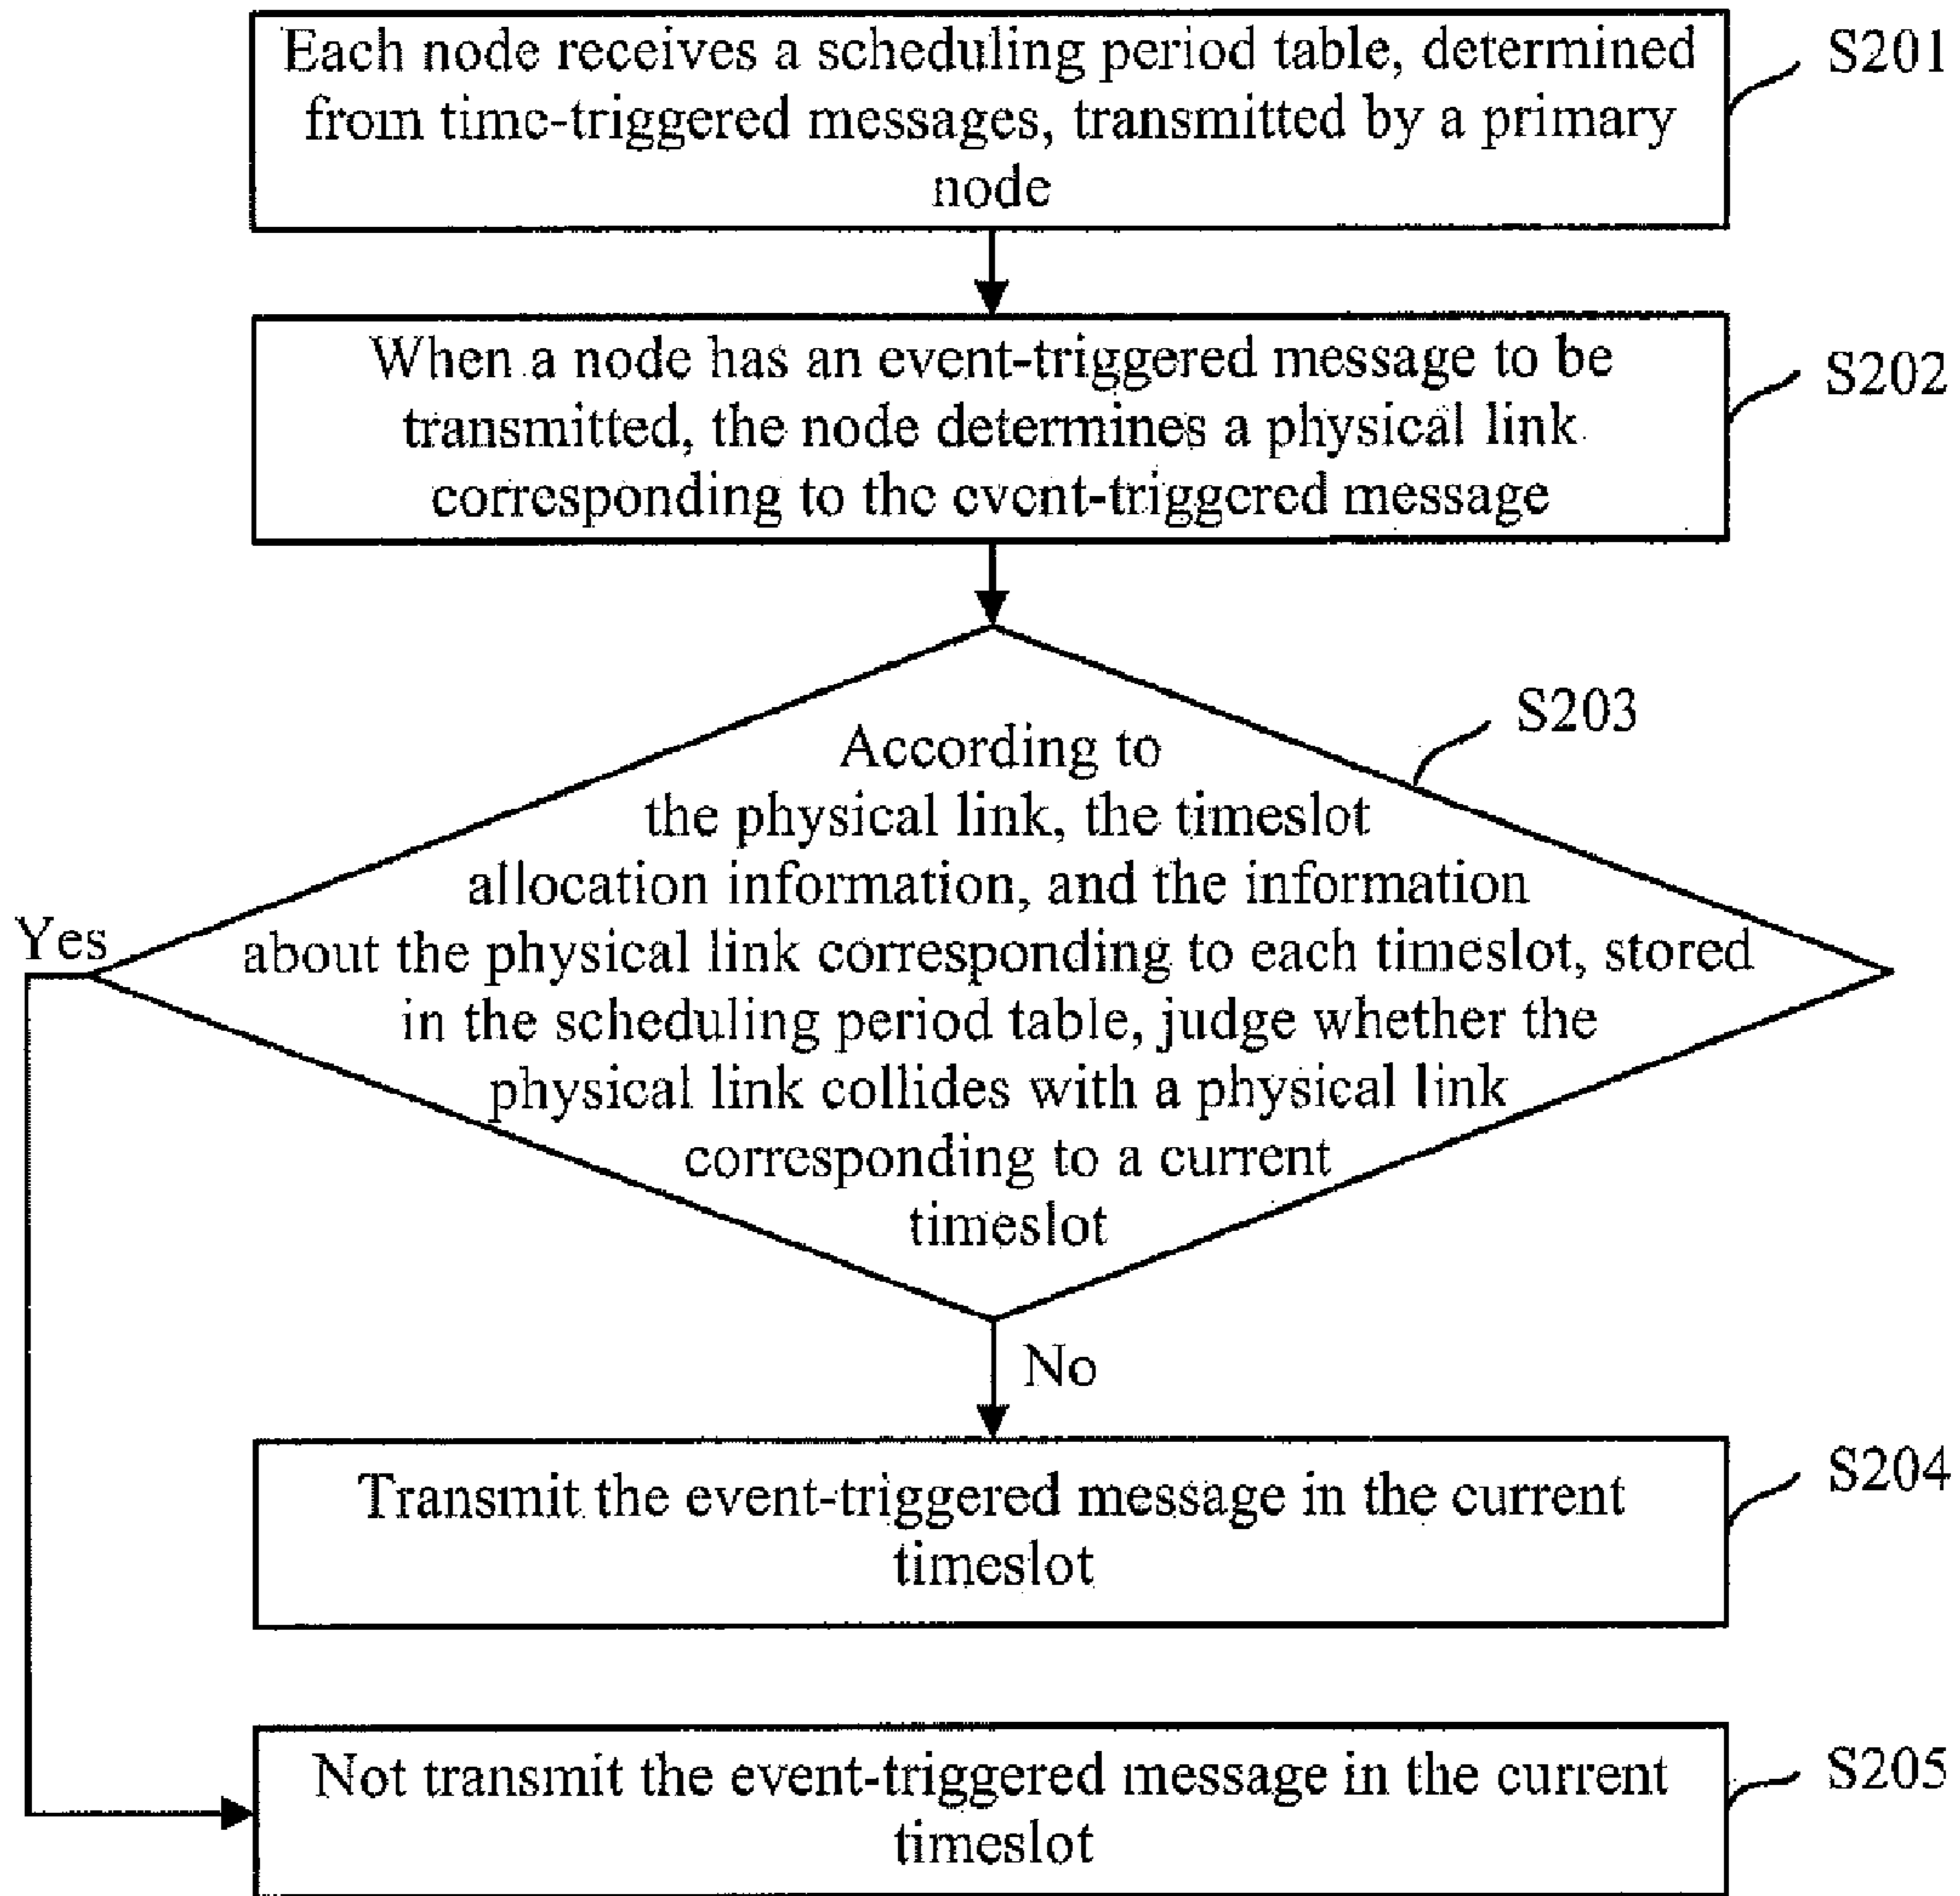 Each node receives a scheduling period table, determined
from time-triggered messages, transmitted by a primary
node
S201
When a node has an event-triggered message to be
transmitted, the node determines a physical link
corresponding to the event-triggered message
S202
According to
the physical link, the timeslot
allocation information, and the information
about the physical link corresponding to each timeslot, stored
in the scheduling period table, judge whether the
physical link collides with a physical link
corresponding to a current
timeslot
S203
Yes
No
Transmit the event-triggered message in the current
timeslot
S204
Not transmit the event-triggered message in the current
timeslot
S205